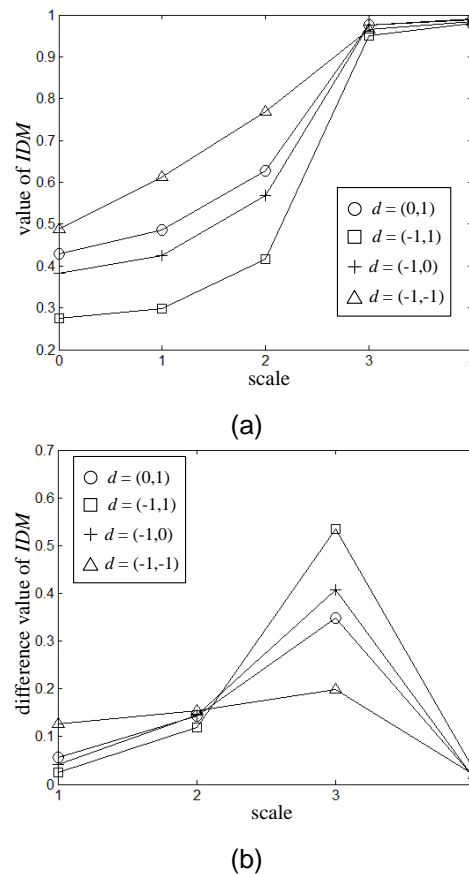 1
0.9
0.8
0.7
0.6
0.5
0.4
0.3
0.2
value of IDM
d = (0,1)
d = (-1,1)
d = (-1,0)
d = (-1,-1)
0 1 2 3
scale
(a)
0.7
0.6
0.5
0.4
0.3
0.2
0.1
0
difference value of IDM
d = (0,1)
d = (-1,1)
d = (-1,0)
d = (-1,-1)
1 2 3
scale
(b)